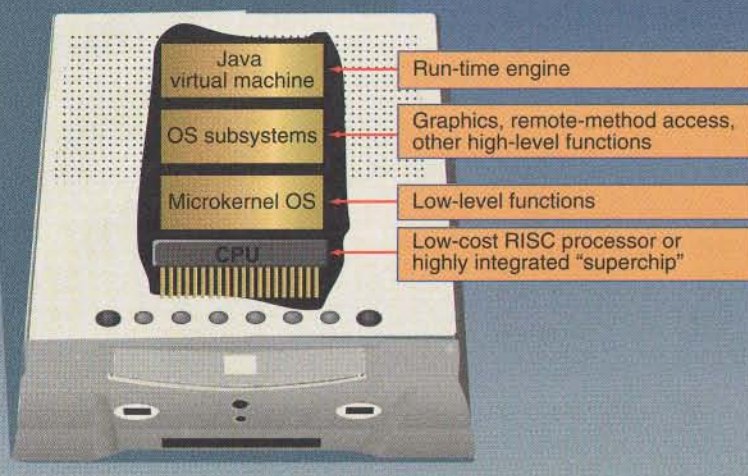 Java
virtual machine
Run-time engine
OS subsystems
Graphics, remote-method access,
other high-level functions
Microkernel OS
Low-level functions
CPU
Low-cost RISC processor or
highly integrated “superchip”